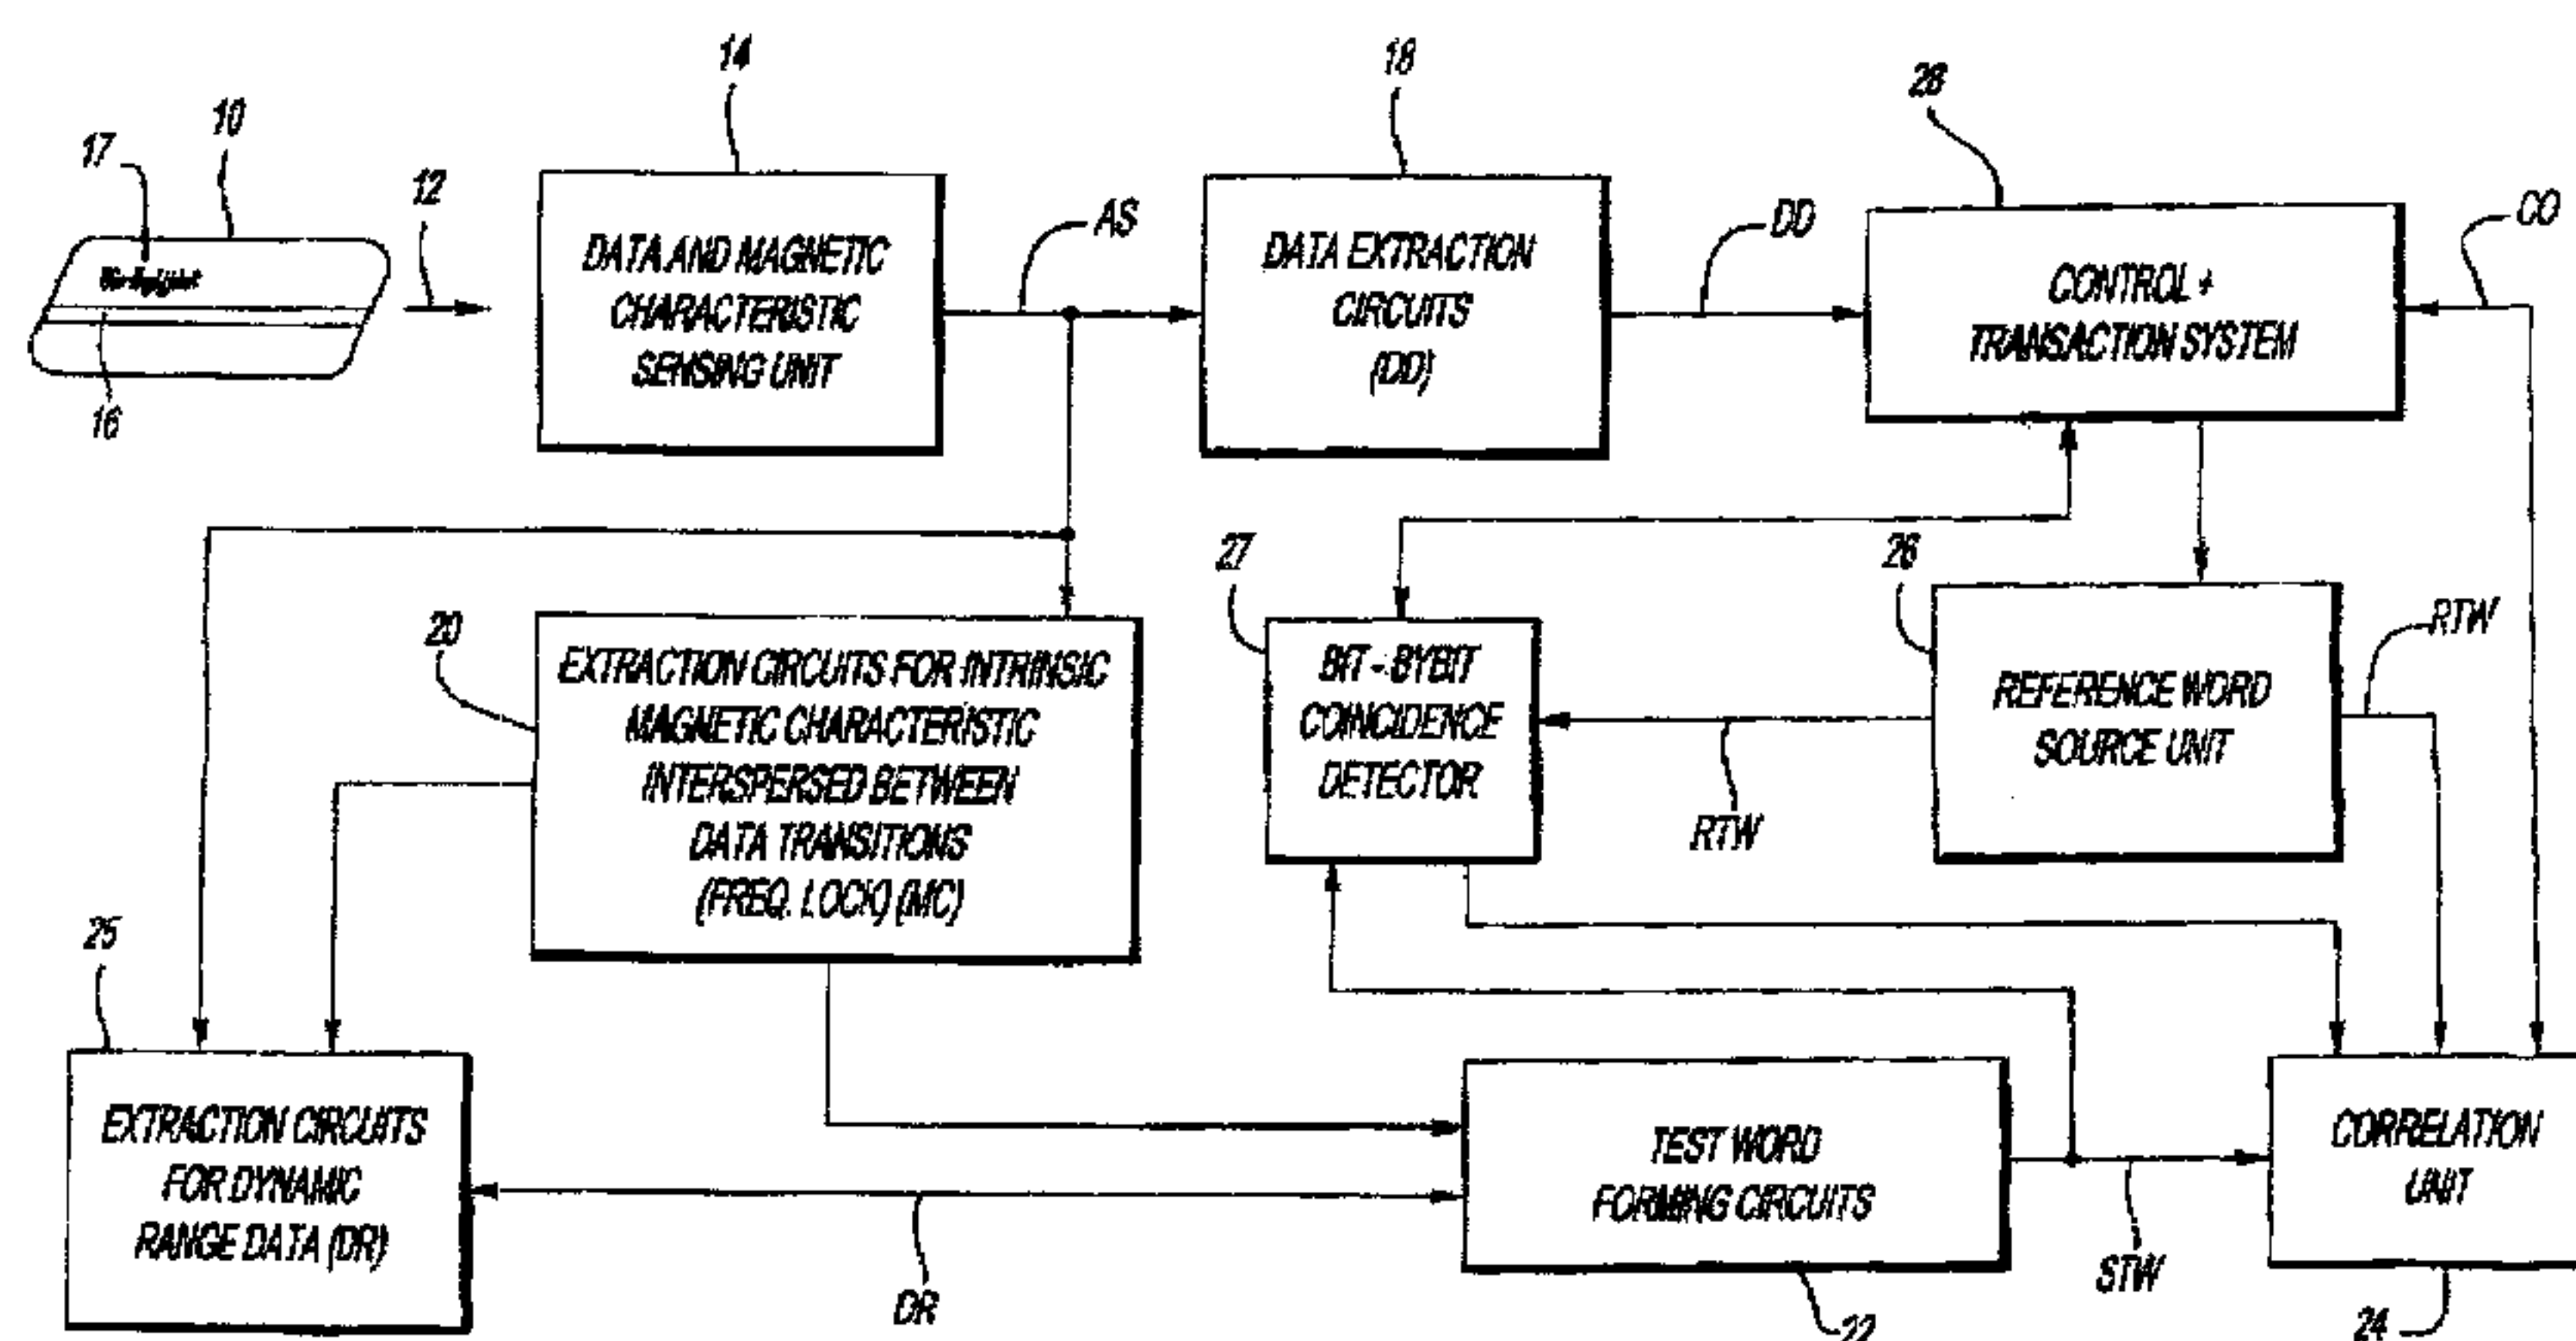 14
18
28
10
17
12
AS
DD
CO
DATA AND MAGNETIC
CHARACTERISTIC
SENSING UNIT
DATA EXTRACTION
CIRCUITS
(DD)
CONTROL +
TRANSACTION SYSTEM
16
27
26
20
EXTRACTION CIRCUITS FOR INTRINSIC
MAGNETIC CHARACTERISTIC
INTERSPERSED BETWEEN
DATA TRANSITIONS
(FREQ. LOCK) (MC)
BIT - BYBIT
COINCIDENCE
DETECTOR
RTW
REFERENCE WORD
SOURCE UNIT
RTW
25
EXTRACTION CIRCUITS
FOR DYNAMIC
RANGE DATA (DR)
DR
TEST WORD
FORMING CIRCUITS
22
STW
CORRELATION
UNIT
24